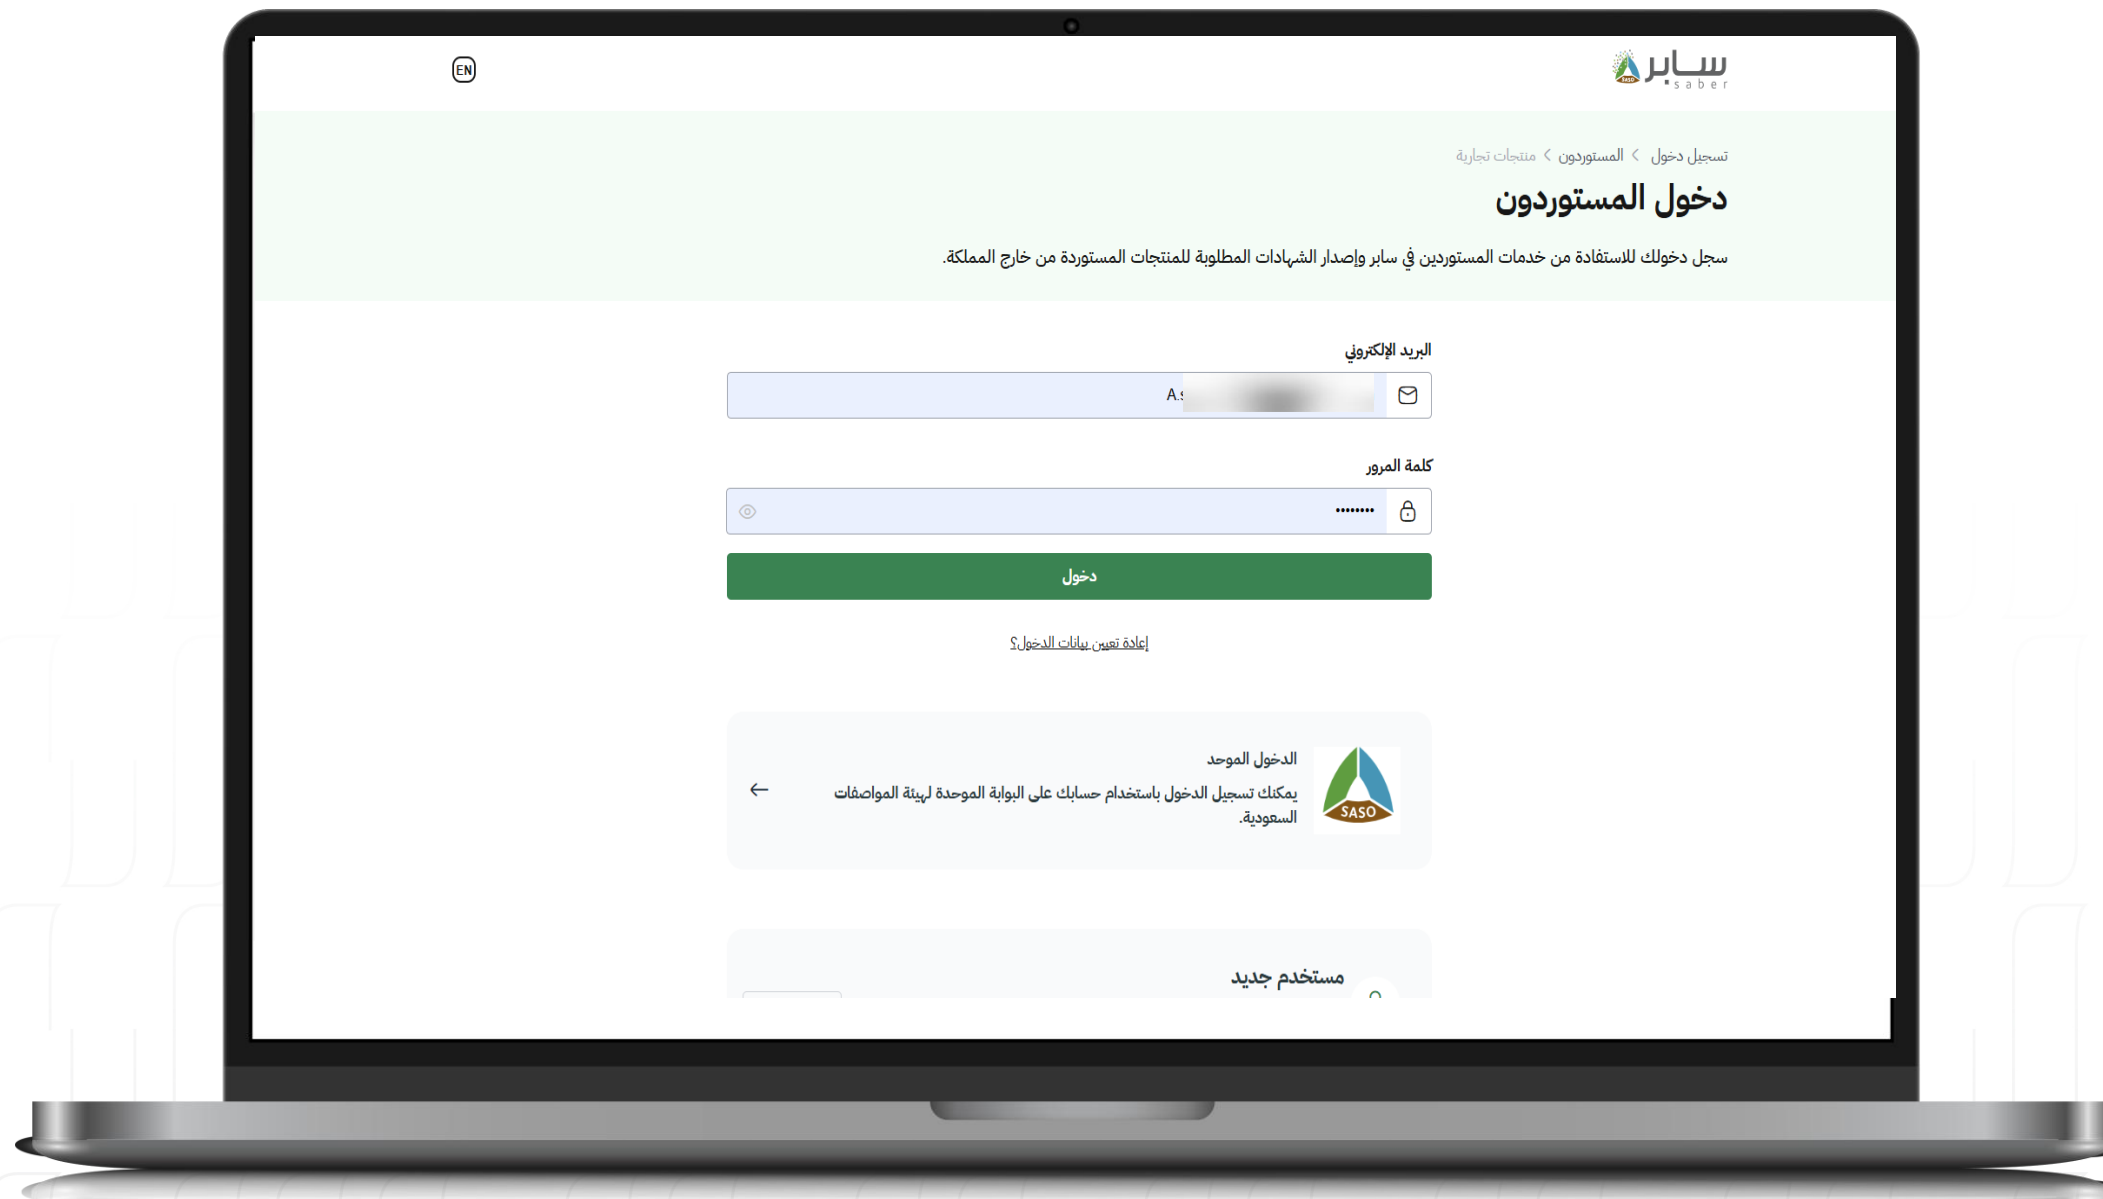 سابر
saber
SASO
EN
تسجيل دخول > المستوردون > منتجات تجارية
دخول المستوردون
سجل دخولك للاستفادة من خدمات المستوردين في سابر وإصدار الشهادات المطلوبة للمنتجات المستوردة من خارج المملكة.
البريد الإلكتروني
A.s
كلمة المرور
••••••••
دخول
إعادة تعيين بيانات الدخول؟
الدخول الموحد
يمكنك تسجيل الدخول باستخدام حسابك على البوابة الموحدة لهيئة المواصفات
السعودية.
SASO
مستخدم جديد